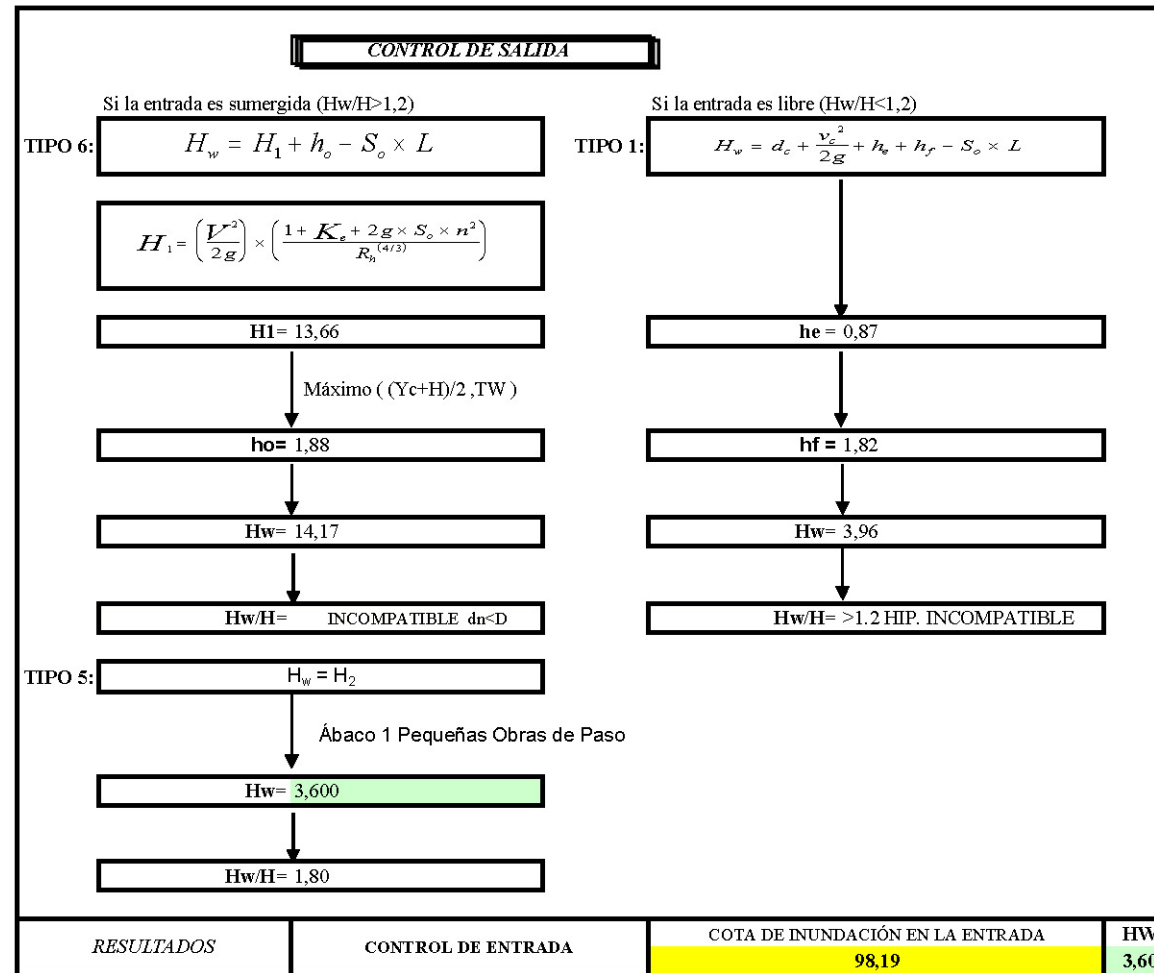 CONTROL DE SALIDA
Si la entrada es sumergida (Hw/H>1,2)
TIPO 6:
H_w = H_1 + h_o − S_o × L
H_1 = (V²/2g) × ((1 + K_e + 2g × S_o × n²)/R_h^(4/3))
H1= 13,66
Máximo ( (Yc+H)/2 ,TW )
ho= 1,88
Hw= 14,17
Hw/H= INCOMPATIBLE dn<D
TIPO 5:
H_w = H_2
Ábaco 1 Pequeñas Obras de Paso
Hw= 3,600
Hw/H= 1,80
Si la entrada es libre (Hw/H<1,2)
TIPO 1:
H_w = d_c + v_c²/2g + h_e + h_f − S_o × L
he = 0,87
hf = 1,82
Hw= 3,96
Hw/H= >1.2 HIP. INCOMPATIBLE
RESULTADOS
CONTROL DE ENTRADA
COTA DE INUNDACIÓN EN LA ENTRADA
98,19
HW
3,60